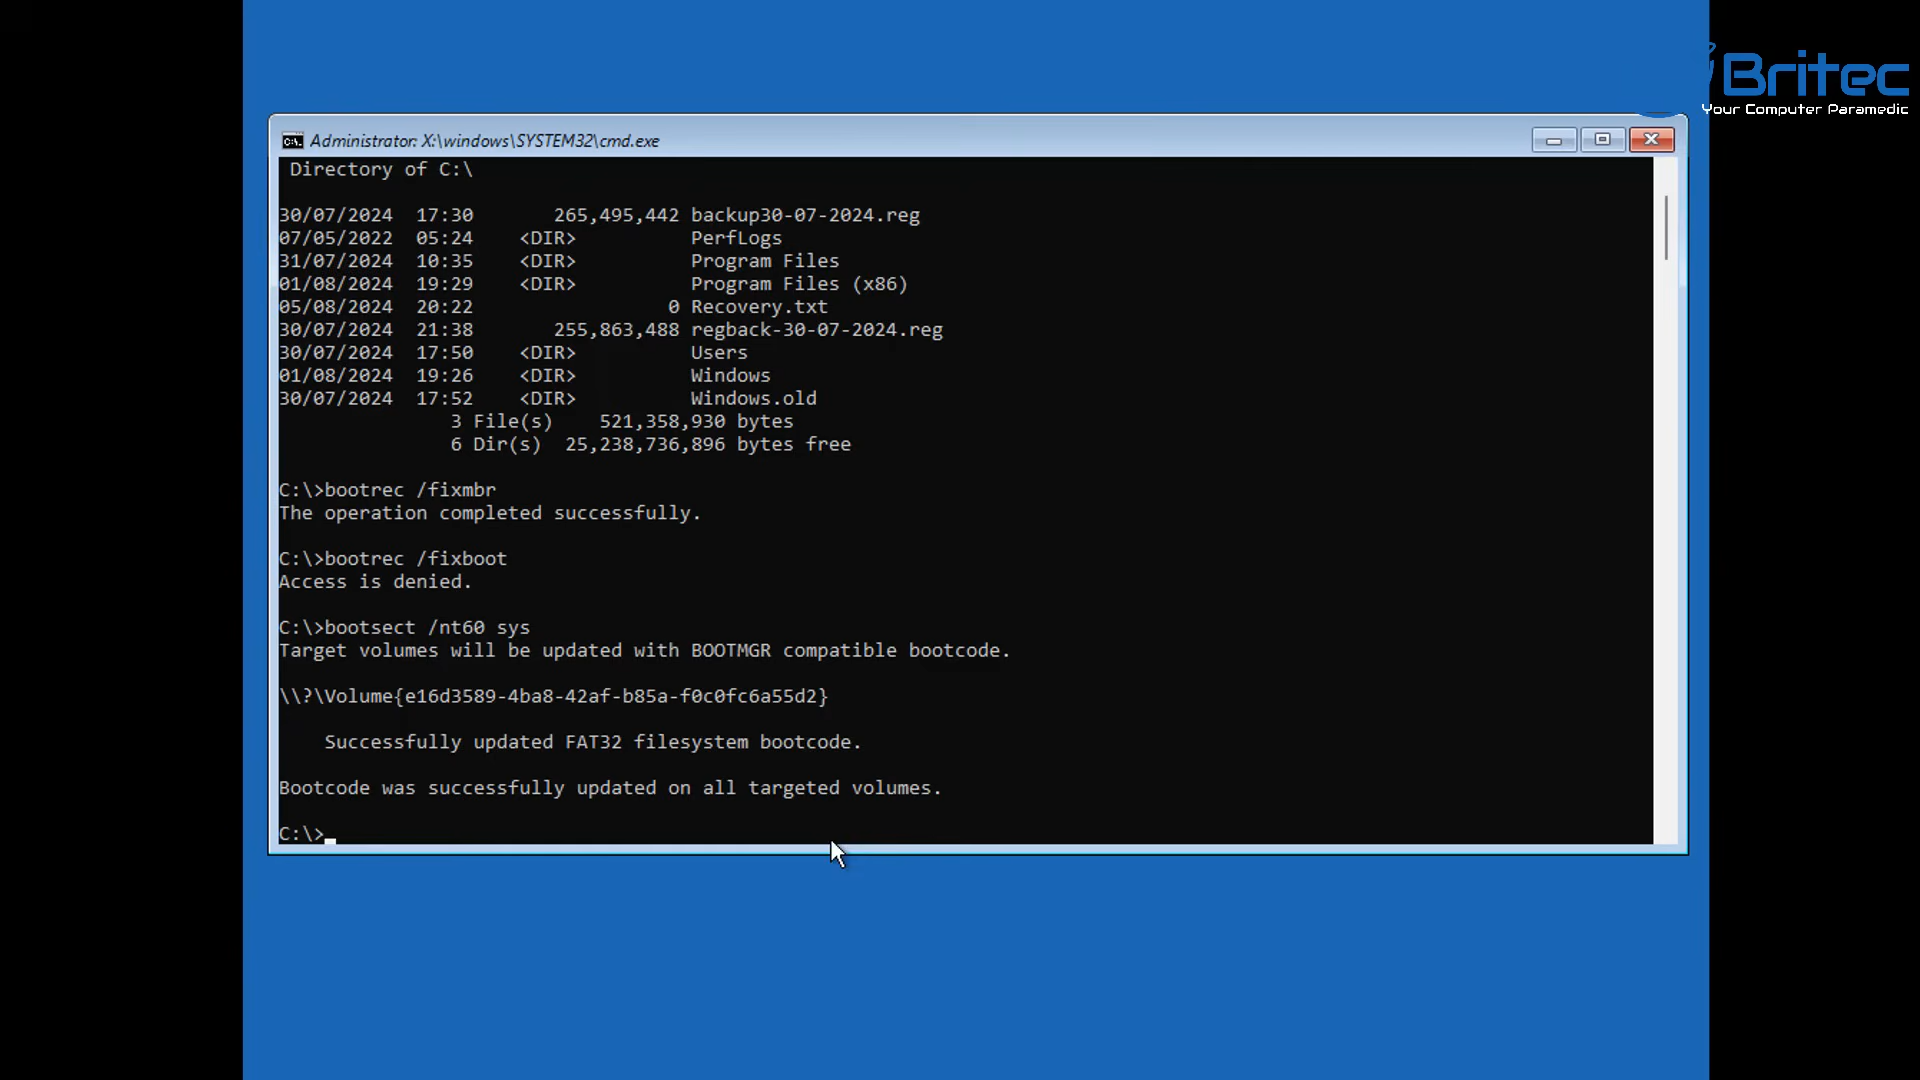 Britec
Your Computer Paramedic
Administrator: X:\windows\SYSTEM32\cmd.exe
Directory of C:\
30/07/2024  17:30       265,495,442 backup30-07-2024.reg
07/05/2022  05:24    <DIR>          PerfLogs
31/07/2024  10:35    <DIR>          Program Files
01/08/2024  19:29    <DIR>          Program Files (x86)
05/08/2024  20:22                 0 Recovery.txt
30/07/2024  21:38       255,863,488 regback-30-07-2024.reg
30/07/2024  17:50    <DIR>          Users
01/08/2024  19:26    <DIR>          Windows
30/07/2024  17:52    <DIR>          Windows.old
3 File(s)    521,358,930 bytes
6 Dir(s)  25,238,736,896 bytes free
C:\>bootrec /fixmbr
The operation completed successfully.
C:\>bootrec /fixboot
Access is denied.
C:\>bootsect /nt60 sys
Target volumes will be updated with BOOTMGR compatible bootcode.
\\?\Volume{e16d3589-4ba8-42af-b85a-f0c0fc6a55d2}
Successfully updated FAT32 filesystem bootcode.
Bootcode was successfully updated on all targeted volumes.
C:\>